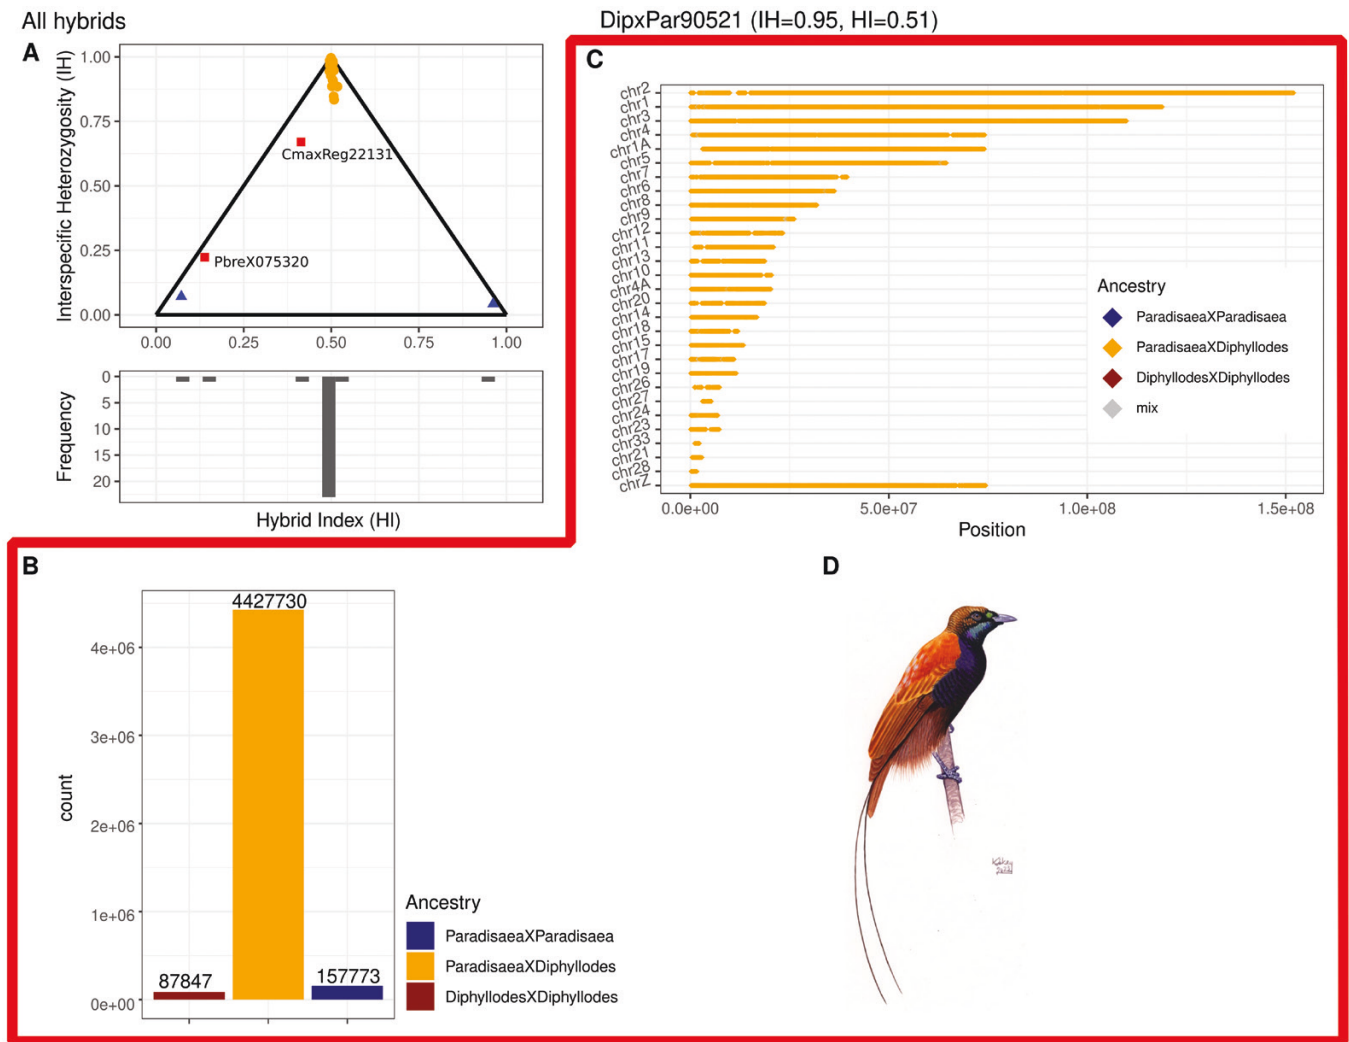 All hybrids
DipxPar90521 (IH=0.95, HI=0.51)
A
Interspecific Heterozygosity (IH)
1.00
0.75
0.50
0.25
0.00
CmaxReg22131
PbreX075320
0.00 0.25 0.50 0.75 1.00
Frequency
0
5
10
15
20
Hybrid Index (HI)
C
chr2
chr1
chr3
chr4
chr1A
chr5
chr7
chr6
chr8
chr9
chr12
chr11
chr13
chr10
chr4A
chr20
chr14
chr18
chr15
chr17
chr19
chr26
chr27
chr24
chr23
chr33
chr21
chr28
chrZ
0.0e+00 5.0e+07 1.0e+08 1.5e+08
Position
Ancestry
ParadisaeaXParadisaea
ParadisaeaXDiphyllodes
DiphyllodesXDiphyllodes
mix
B
count
4e+06
3e+06
2e+06
1e+06
0e+00
4427730
87847
157773
Ancestry
ParadisaeaXParadisaea
ParadisaeaXDiphyllodes
DiphyllodesXDiphyllodes
D